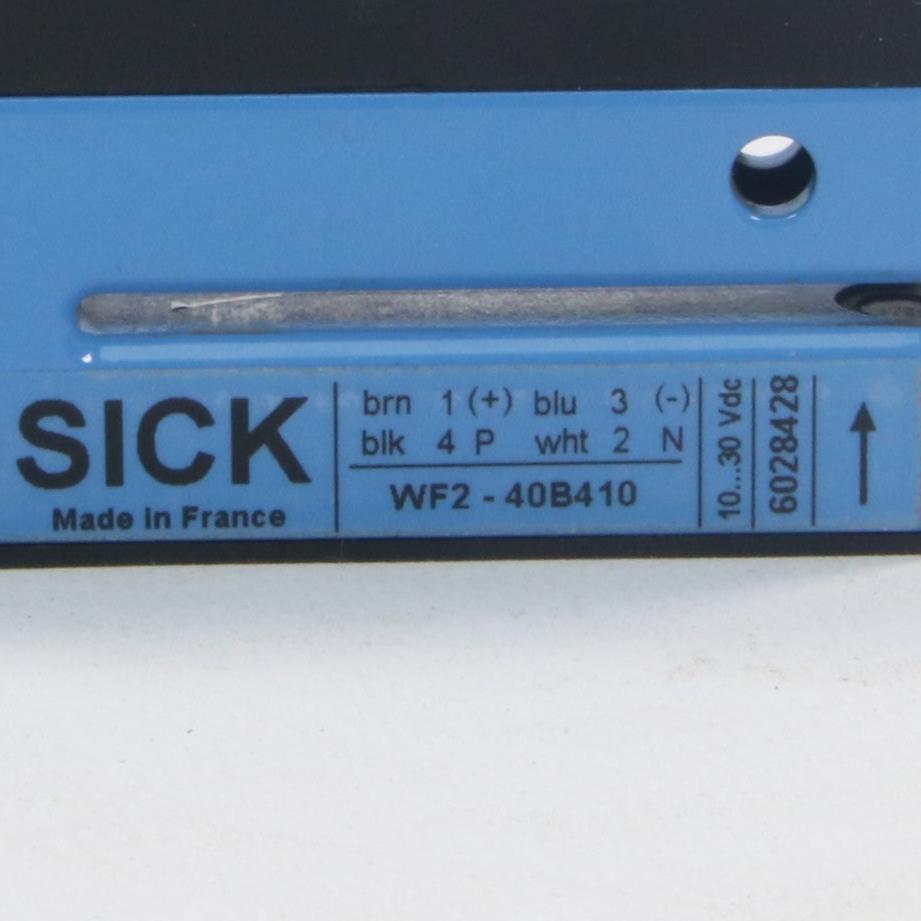 SICK
Made in France
brn 1 (+) blu 3 (-)
blk 4 P wht 2 N
WF2 - 40B410
10...30 Vdc
6028428